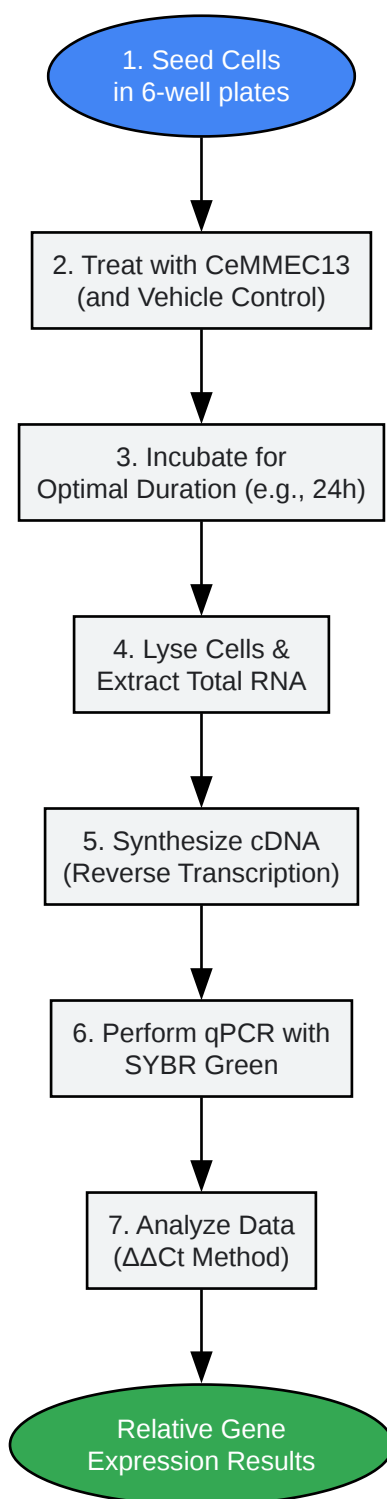 1. Seed Cells
in 6-well plates
2. Treat with CeMMEC13
(and Vehicle Control)
3. Incubate for
Optimal Duration (e.g., 24h)
4. Lyse Cells &
Extract Total RNA
5. Synthesize cDNA
(Reverse Transcription)
6. Perform qPCR with
SYBR Green
7. Analyze Data
(ΔΔCt Method)
Relative Gene
Expression Results